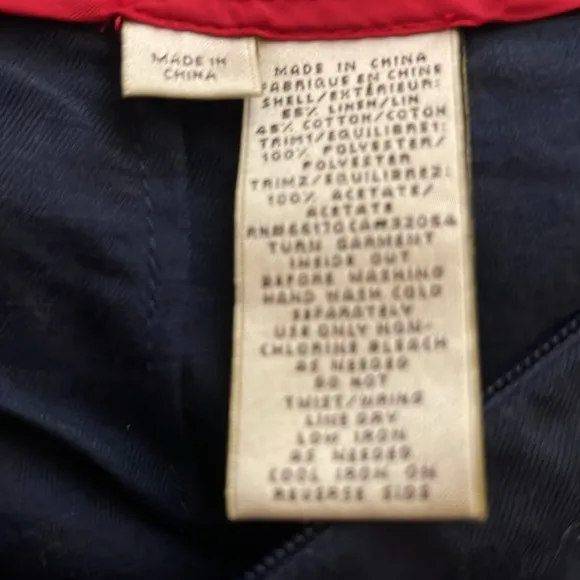 MADE IN
CHINA
MADE IN CHINA
FABRIQUE EN CHINE
SHELL/EXTÉRIEUR:
55% LINEN/LIN
45% COTTON/COTON
TRIM1/EQUILIBRE1:
100% POLYESTER/
POLYESTER
TRIM2/EQUILIBRE2:
100% ACETATE/
ACETATE
TURN GARMENT
INSIDE OUT
BEFORE WASHING
HAND WASH COLD
SEPARATELY
USE ONLY NON-
CHLORINE BLEACH
AS NEEDED
DO NOT
TWIST/WRING
LINE DRY
LOW IRON
AS NEEDED
COOL IRON ON
REVERSE SIDE